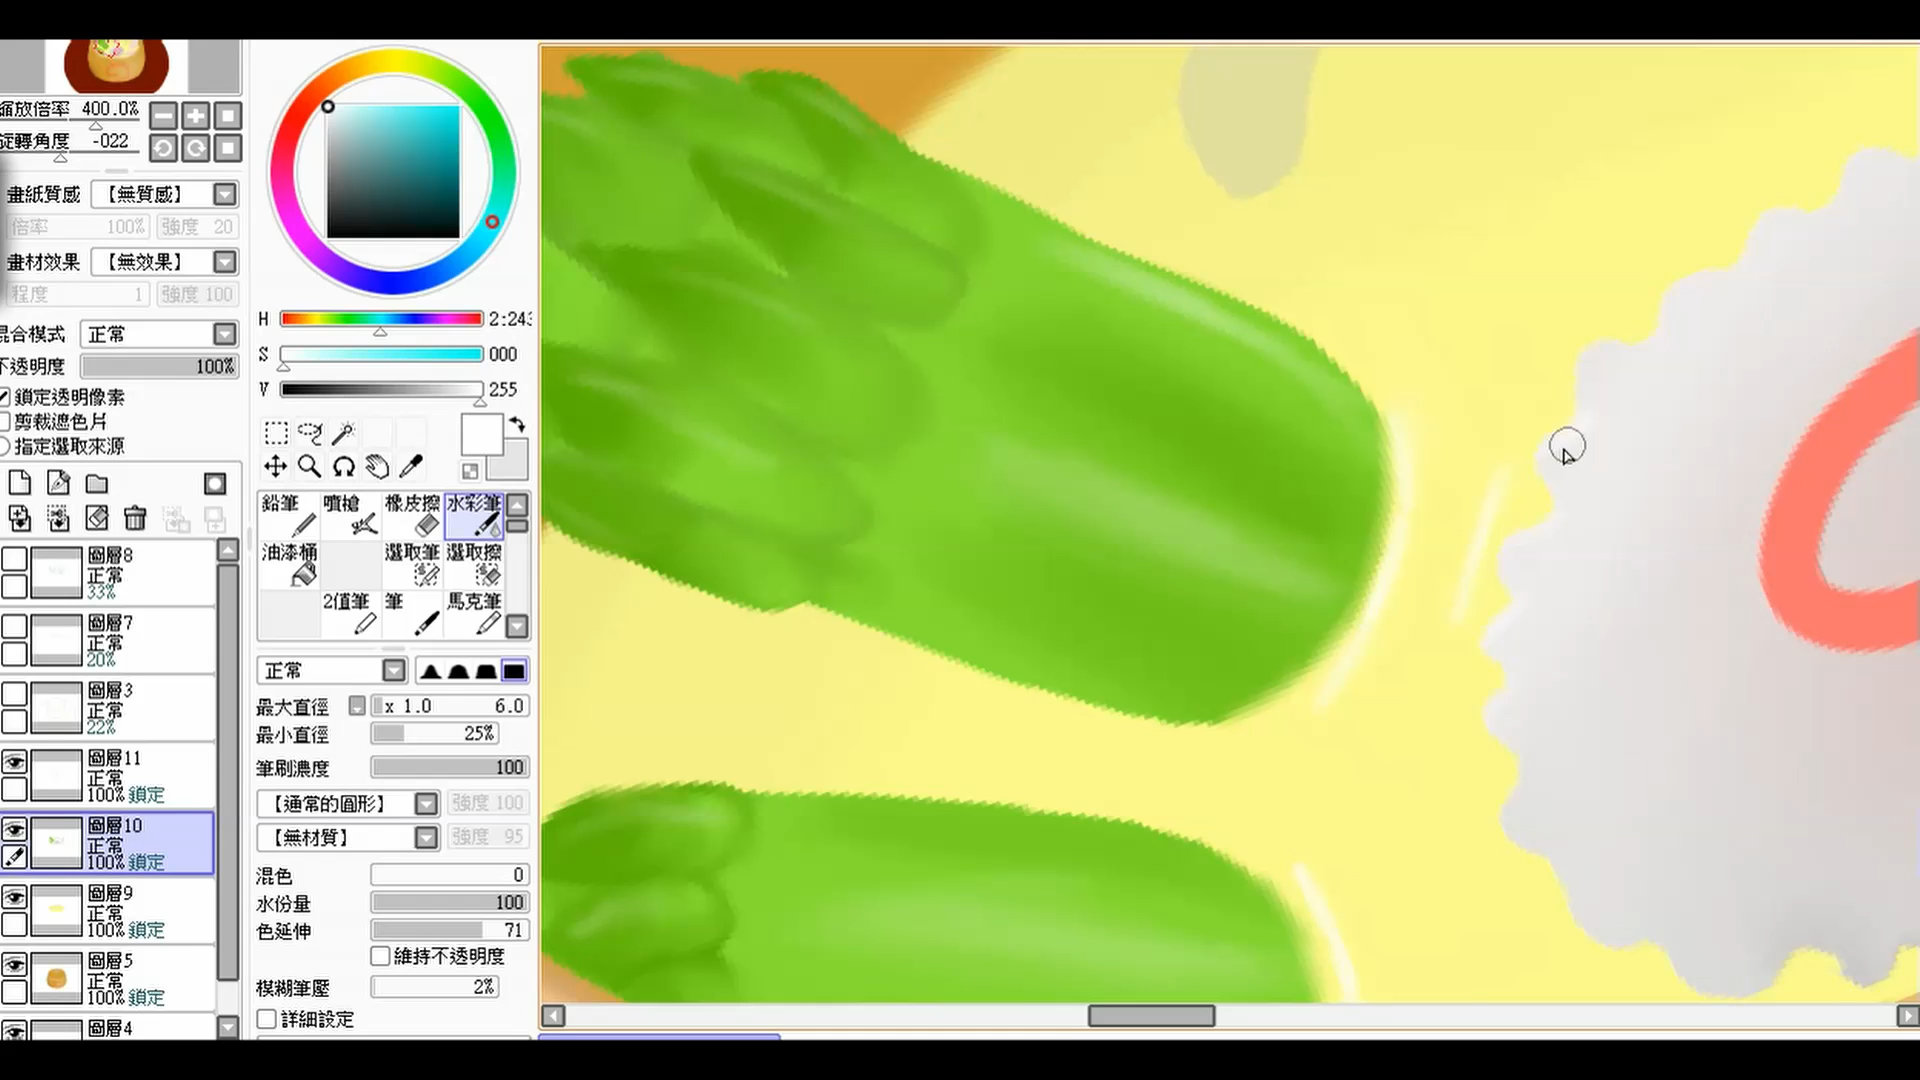 縮放倍率 400.0%
旋轉角度 -022
畫紙質感 【無質感】
倍率 100% 強度 20
畫材效果 【無效果】
程度 1 強度 100
混合模式 正常
不透明度 100%
鎖定透明像素
剪裁遮色片
指定選取來源
圖層8
正常
33%
圖層7
正常
20%
圖層3
正常
22%
圖層11
正常
100% 鎖定
圖層10
正常
100% 鎖定
圖層9
正常
100% 鎖定
圖層5
正常
100% 鎖定
圖層4
H 2:243
S 000
V 255
鉛筆 噴槍 橡皮擦 水彩筆
油漆桶 選取筆 選取擦
2值筆 筆 馬克筆
正常
最大直徑 x 1.0 6.0
最小直徑 25%
筆刷濃度 100
【通常的圓形】 強度 100
【無材質】 強度 95
混色 0
水份量 100
色延伸 71
維持不透明度
模糊筆壓 2%
詳細設定